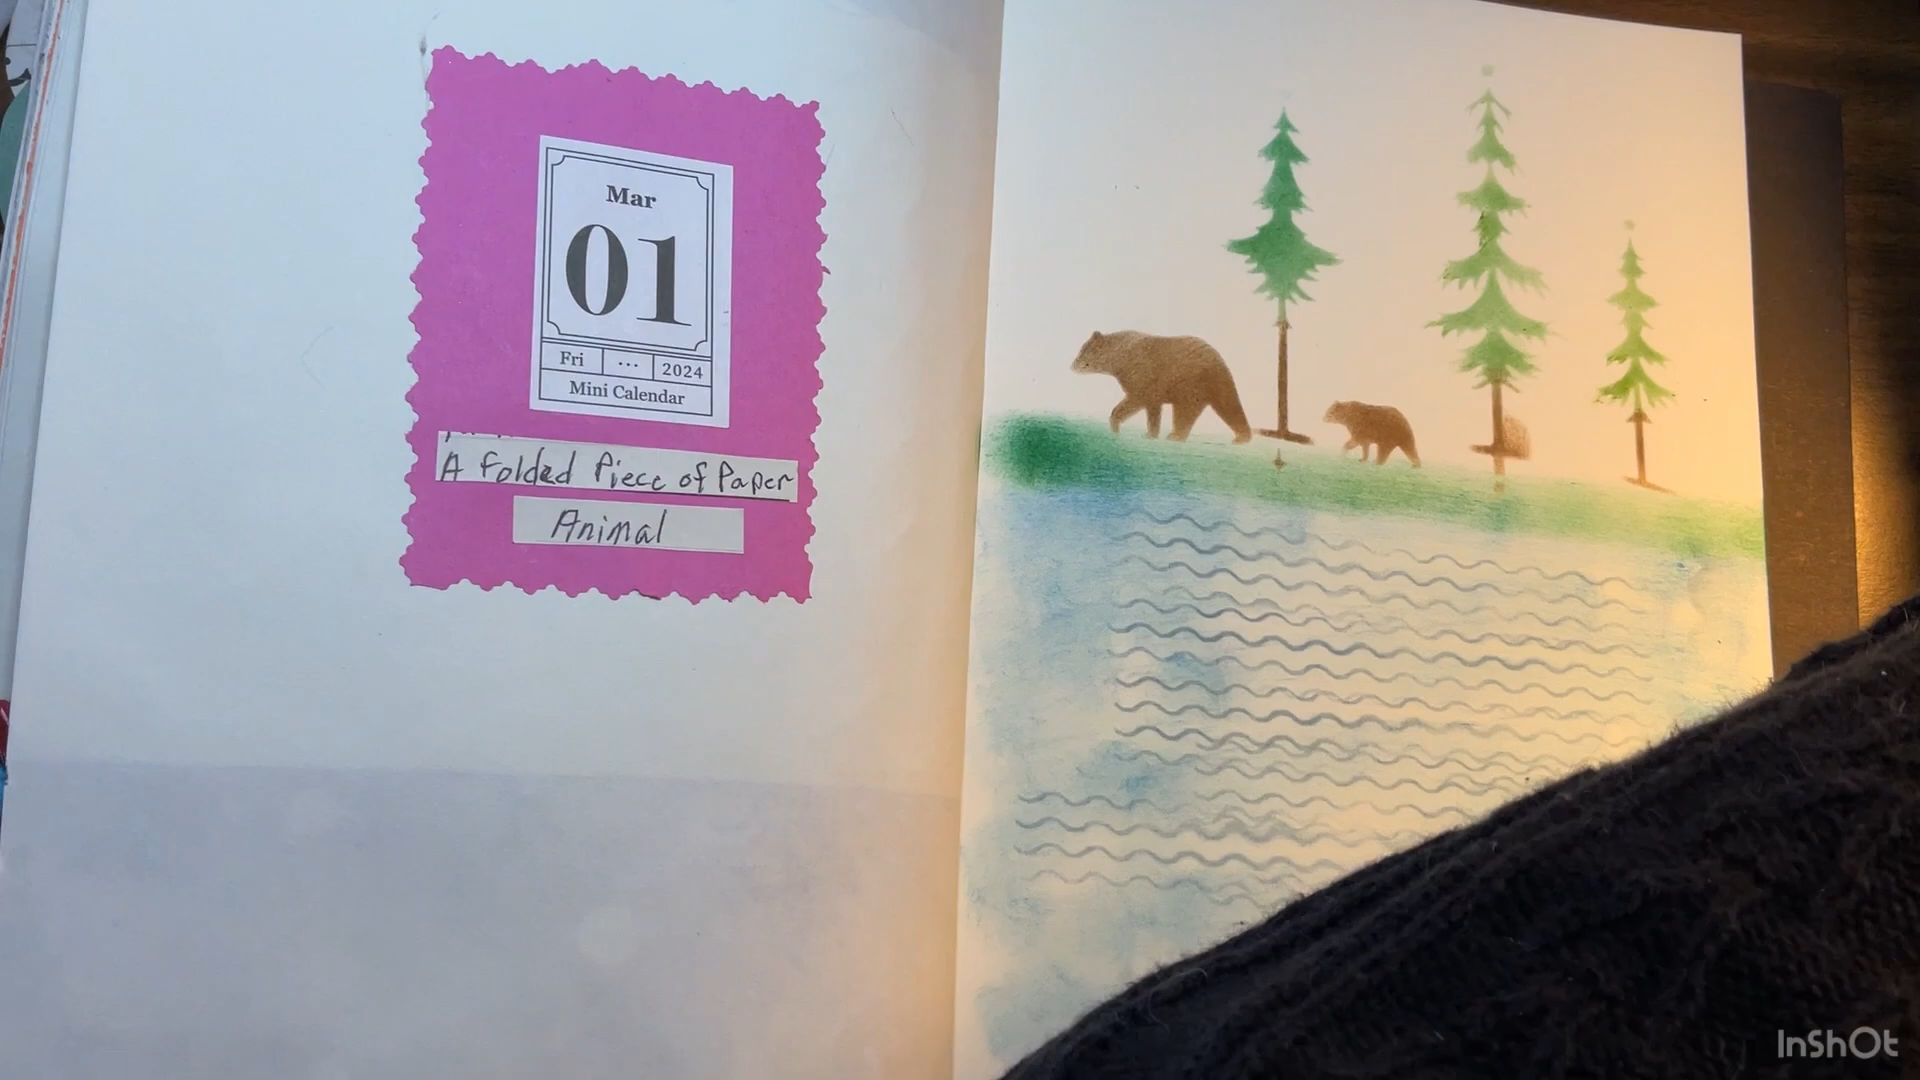 Mar
01
Fri ... 2024
Mini Calendar
A Folded Piece of Paper
Animal
InShOt